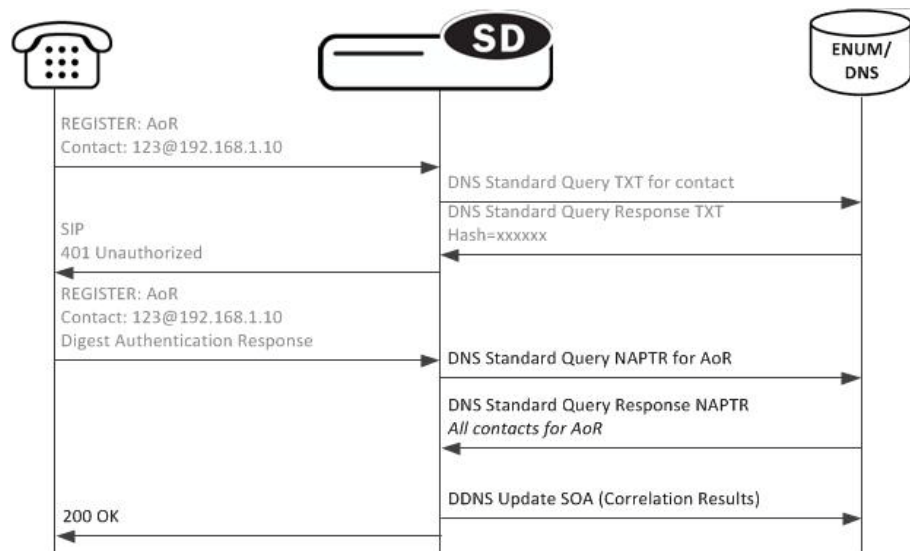 SD
ENUM/
DNS
REGISTER: AoR
Contact: 123@192.168.1.10
DNS Standard Query TXT for contact
DNS Standard Query Response TXT
Hash=xxxxxx
SIP
401 Unauthorized
REGISTER: AoR
Contact: 123@192.168.1.10
Digest Authentication Response
DNS Standard Query NAPTR for AoR
DNS Standard Query Response NAPTR
All contacts for AoR
DDNS Update SOA (Correlation Results)
200 OK